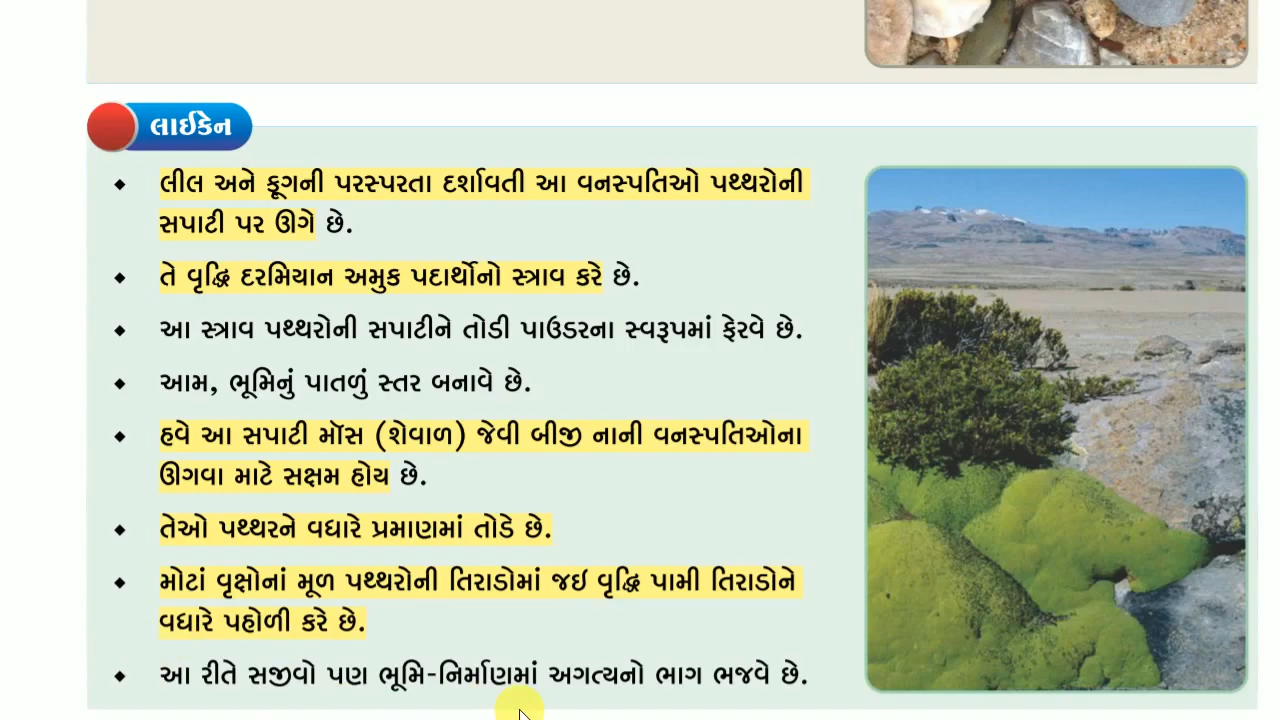 લાઈકેન
લીલ અને ફૂગની પરસ્પરતા દર્શાવતી આ વનસ્પતિઓ પથ્થરોની
સપાટી પર ઊગે છે.
તે વૃદ્ધિ દરમિયાન અમુક પદાર્થોનો સ્ત્રાવ કરે છે.
આ સ્ત્રાવ પથ્થરોની સપાટીને તોડી પાઉડરના સ્વરૂપમાં ફેરવે છે.
આમ, ભૂમિનું પાતળું સ્તર બનાવે છે.
હવે આ સપાટી મૉસ (શેવાળ) જેવી બીજી નાની વનસ્પતિઓના
ઊગવા માટે સક્ષમ હોય છે.
તેઓ પથ્થરને વધારે પ્રમાણમાં તોડે છે.
મોટાં વૃક્ષોનાં મૂળ પથ્થરોની તિરાડોમાં જઇ વૃદ્ધિ પામી તિરાડોને
વધારે પહોળી કરે છે.
આ રીતે સજીવો પણ ભૂમિ-નિર્માણમાં અગત્યનો ભાગ ભજવે છે.